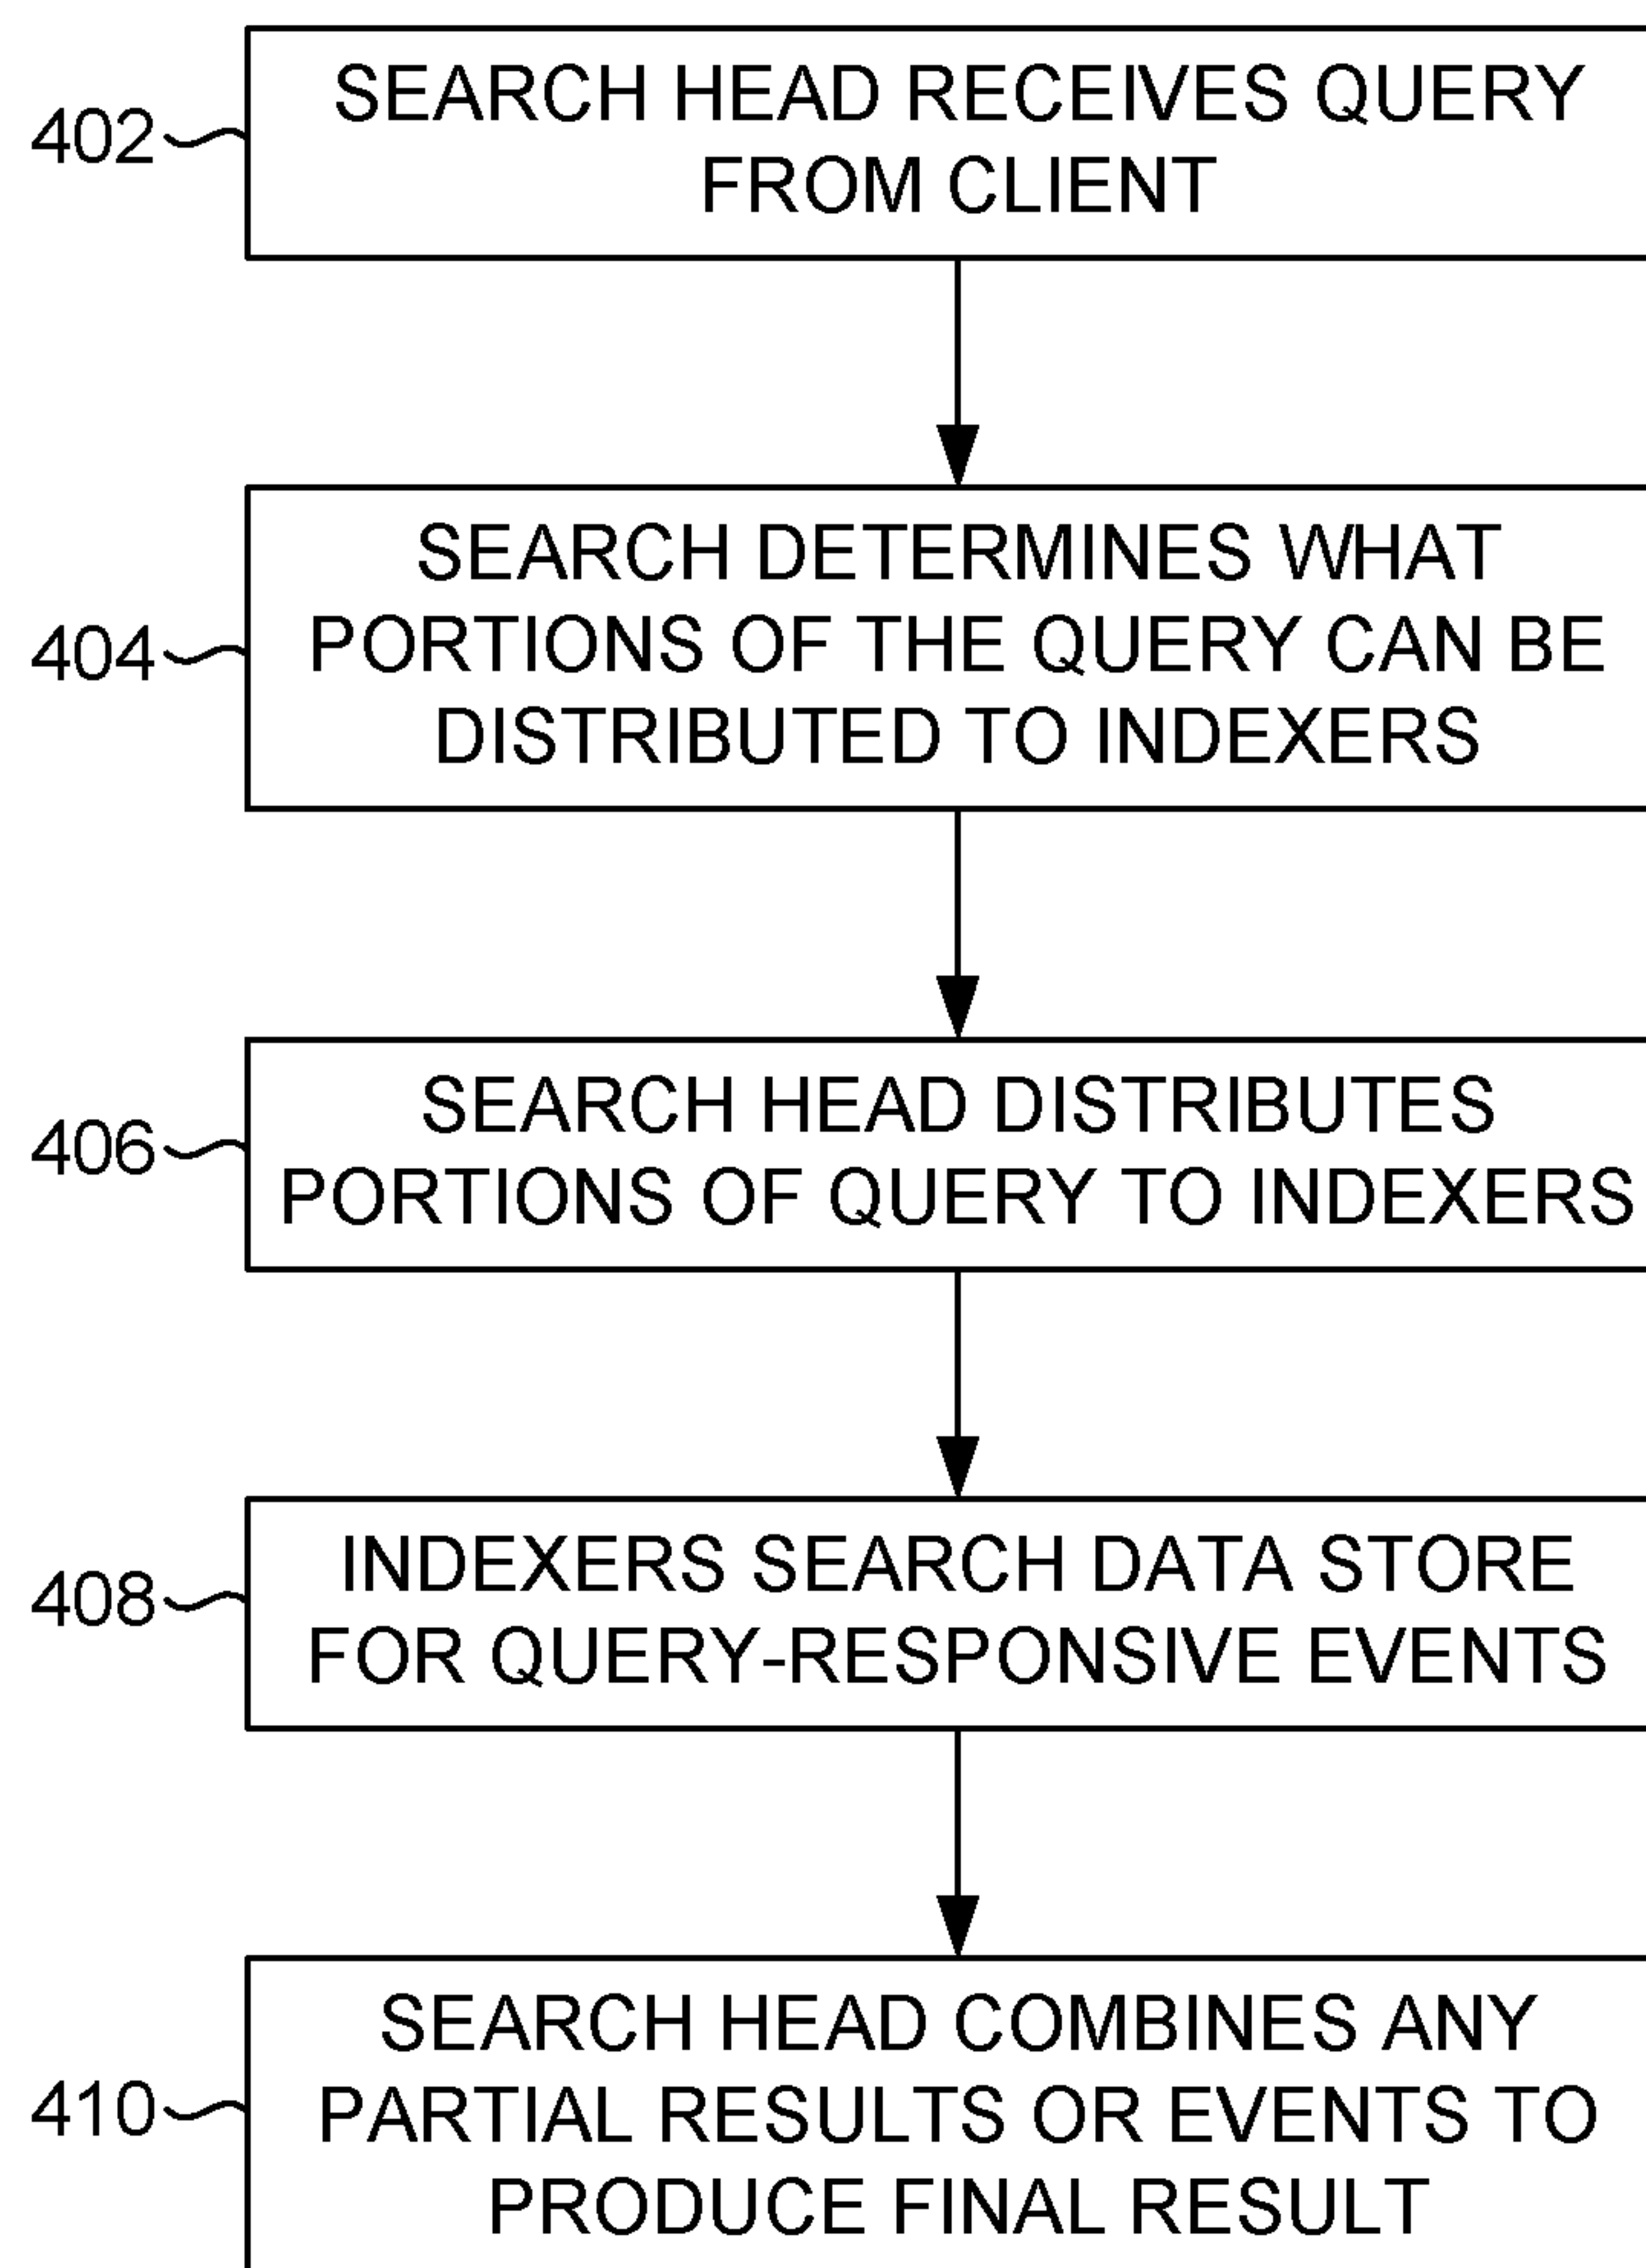 SEARCH HEAD RECEIVES QUERY
FROM CLIENT
402
SEARCH DETERMINES WHAT
PORTIONS OF THE QUERY CAN BE
DISTRIBUTED TO INDEXERS
404
SEARCH HEAD DISTRIBUTES
PORTIONS OF QUERY TO INDEXERS
406
INDEXERS SEARCH DATA STORE
FOR QUERY-RESPONSIVE EVENTS
408
SEARCH HEAD COMBINES ANY
PARTIAL RESULTS OR EVENTS TO
PRODUCE FINAL RESULT
410